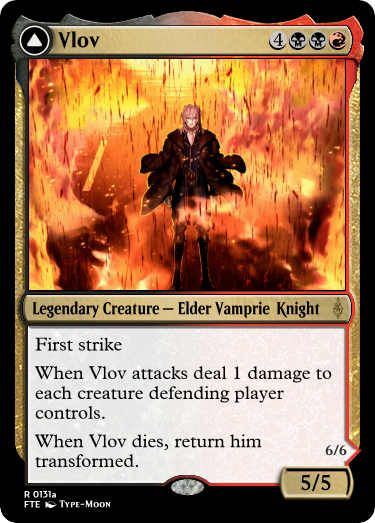 Vlov 4
Legendary Creature — Elder Vamprie Knight
First strike
When Vlov attacks deal 1 damage to
each creature defending player
controls.
When Vlov dies, return him
transformed.
6/6
5/5
R 0131a
FTE Type-Moon